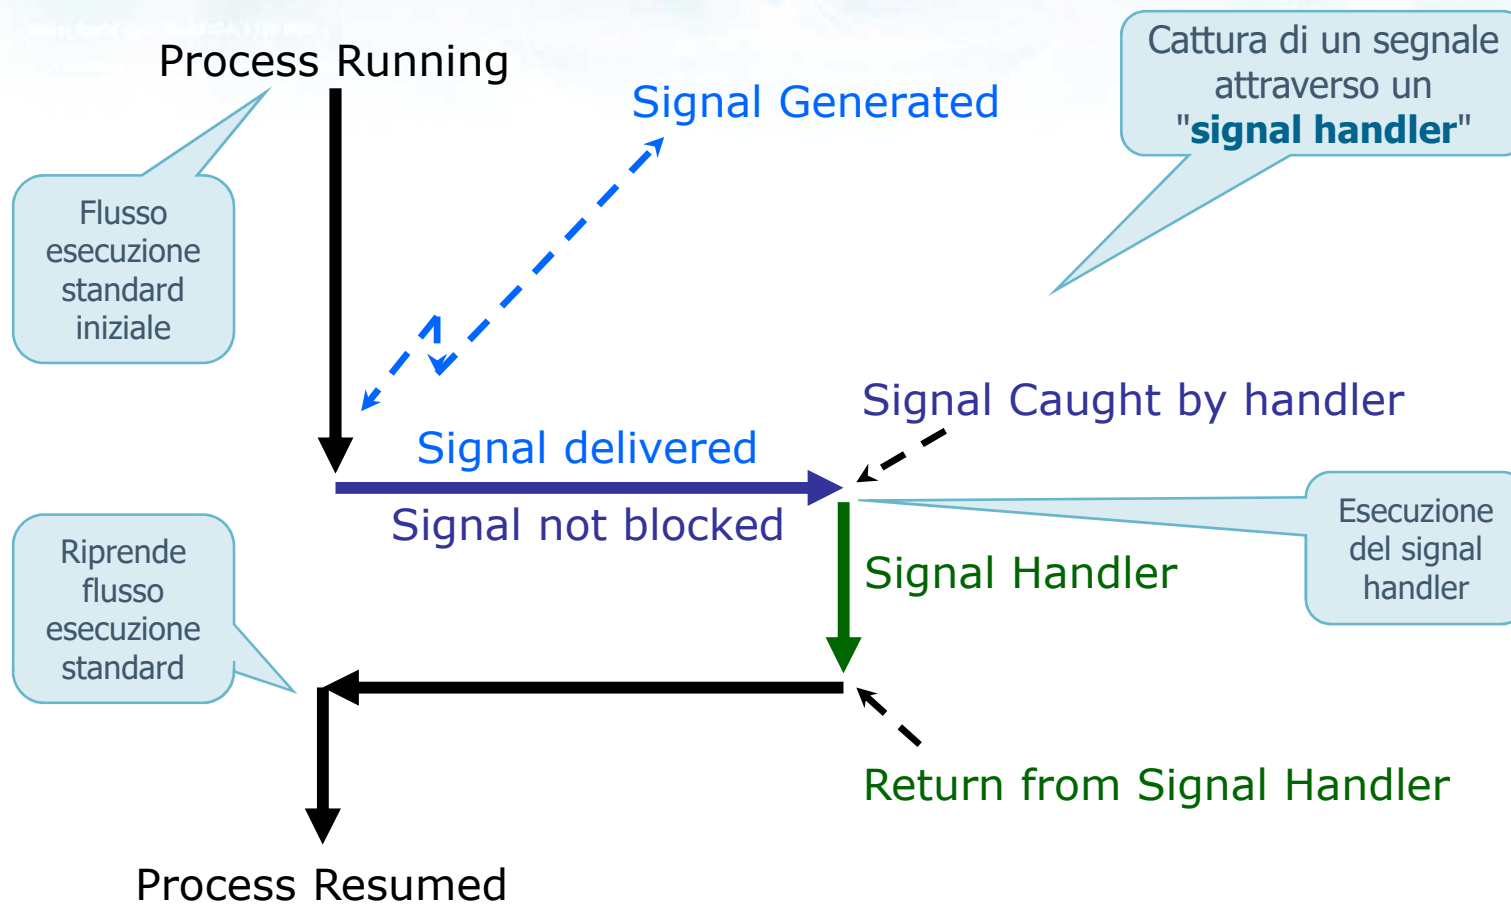 Process Running
Signal Generated
Cattura di un segnale
attraverso un
"signal handler"
Flusso
esecuzione
standard
iniziale
Signal Caught by handler
Signal delivered
Signal not blocked
Esecuzione
del signal
handler
Riprende
flusso
esecuzione
standard
Signal Handler
Return from Signal Handler
Process Resumed